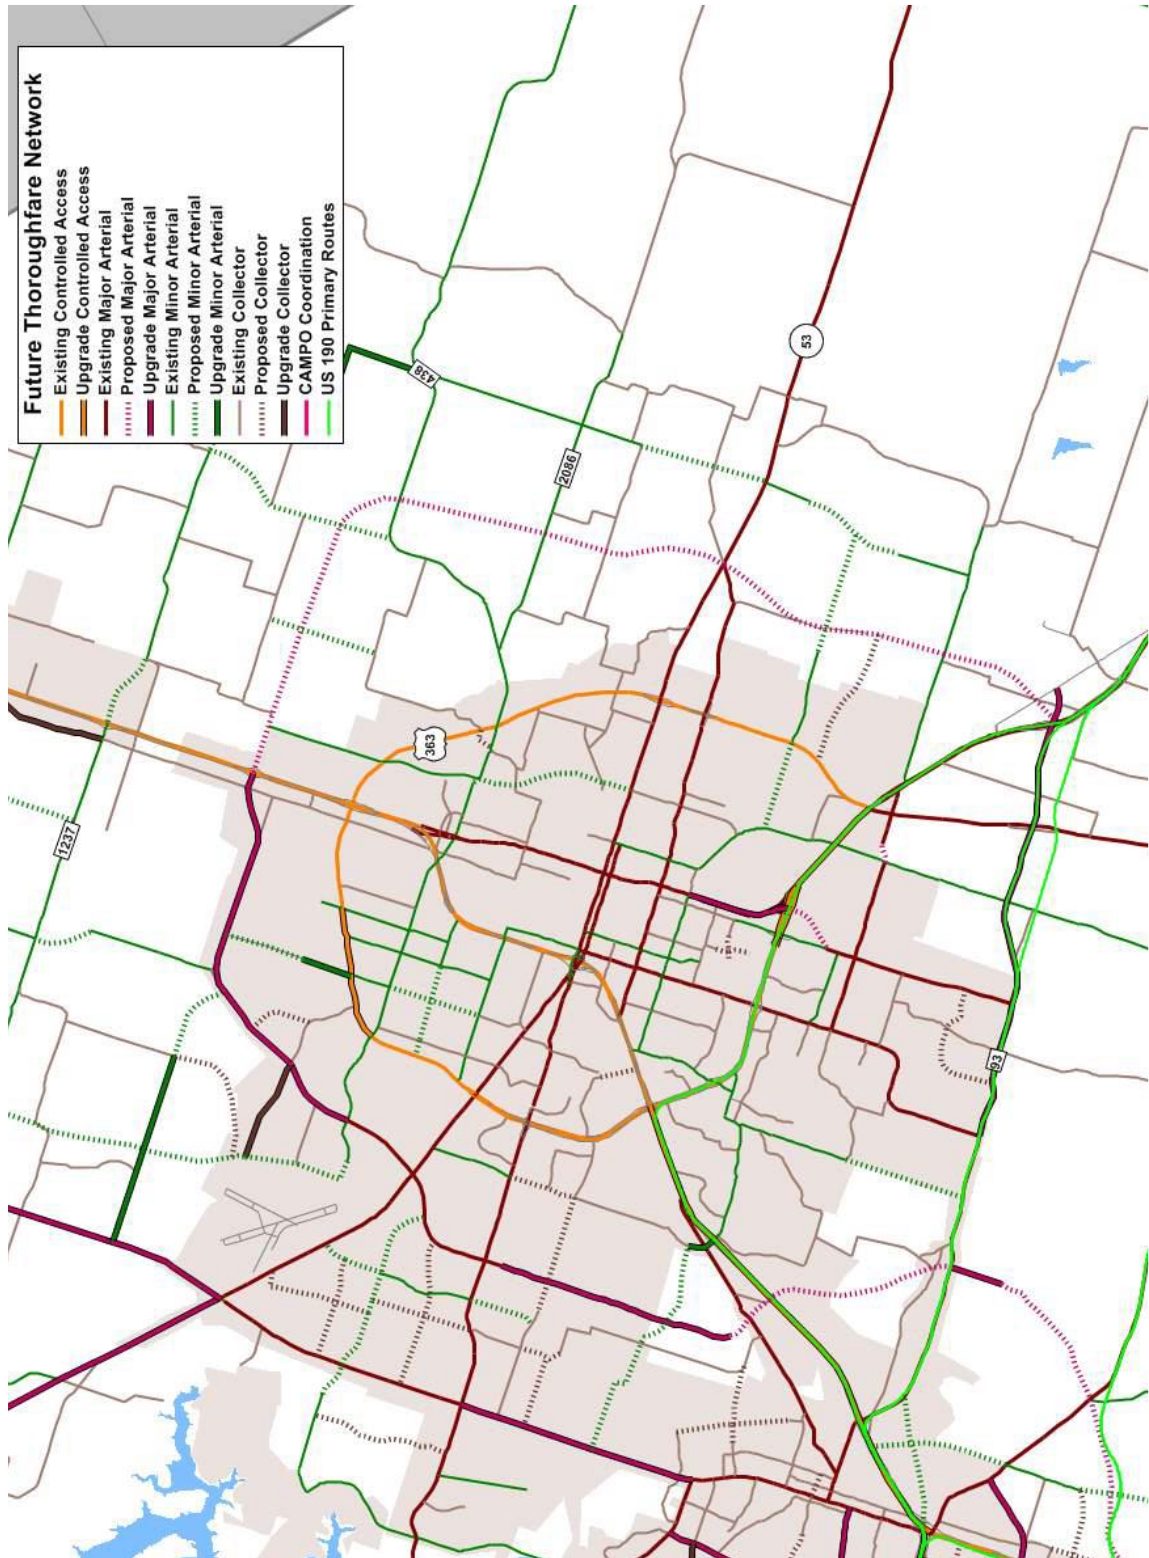 Future Thoroughfare Network
Existing Controlled Access
Upgrade Controlled Access
Existing Major Arterial
Proposed Major Arterial
Upgrade Major Arterial
Existing Minor Arterial
Proposed Minor Arterial
Upgrade Minor Arterial
Existing Collector
Proposed Collector
Upgrade Collector
CAMPO Coordination
US 190 Primary Routes
1237
363
438
2086
53
93